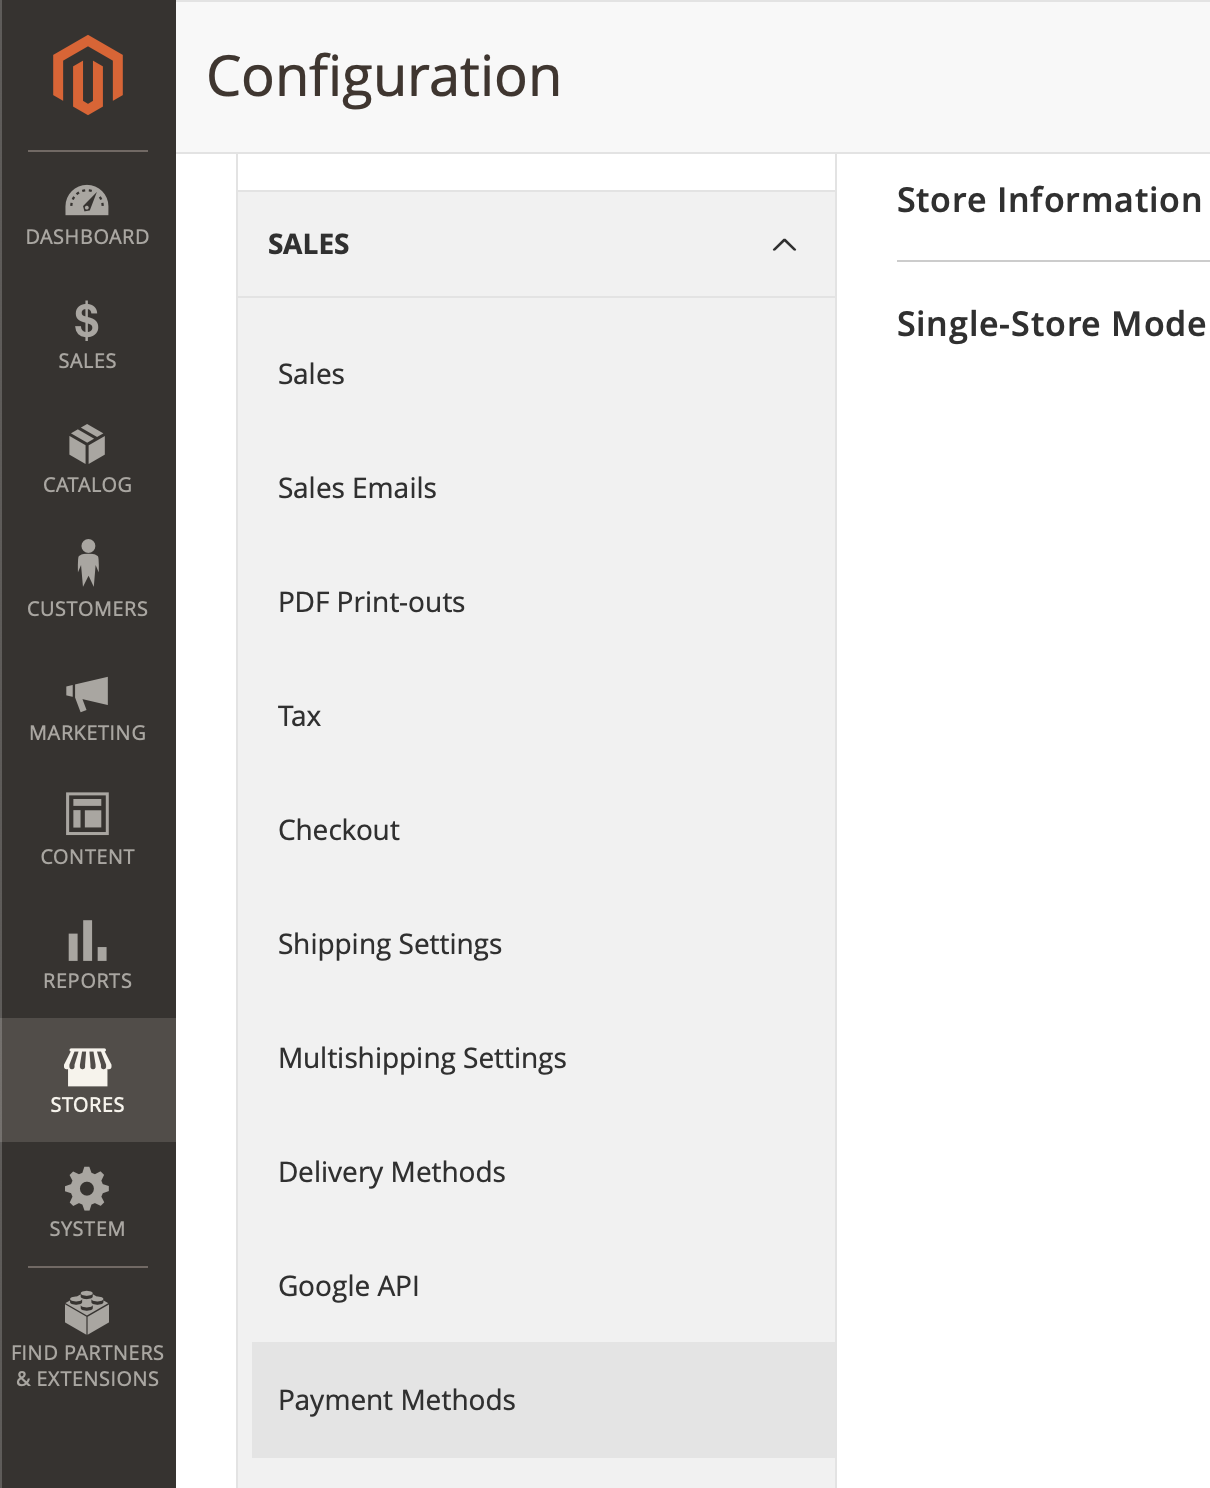 Configuration
DASHBOARD
SALES
CATALOG
CUSTOMERS
MARKETING
CONTENT
REPORTS
STORES
SYSTEM
FIND PARTNERS
& EXTENSIONS
SALES
Sales
Sales Emails
PDF Print-outs
Tax
Checkout
Shipping Settings
Multishipping Settings
Delivery Methods
Google API
Payment Methods
Store Information
Single-Store Mode